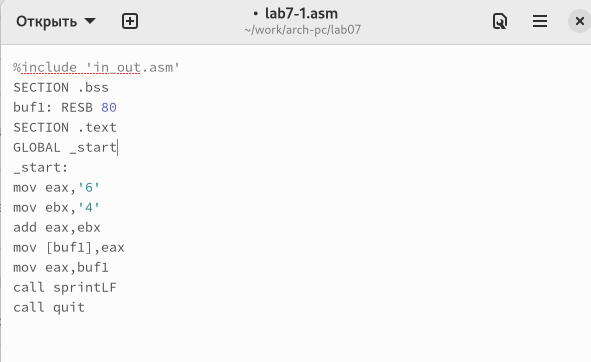 Открыть
• lab7-1.asm
~/work/arch-pc/lab07
%include 'in_out.asm'
SECTION .bss
buf1: RESB 80
SECTION .text
GLOBAL _start
_start:
mov eax,'6'
mov ebx,'4'
add eax,ebx
mov [buf1],eax
mov eax,buf1
call sprintLF
call quit